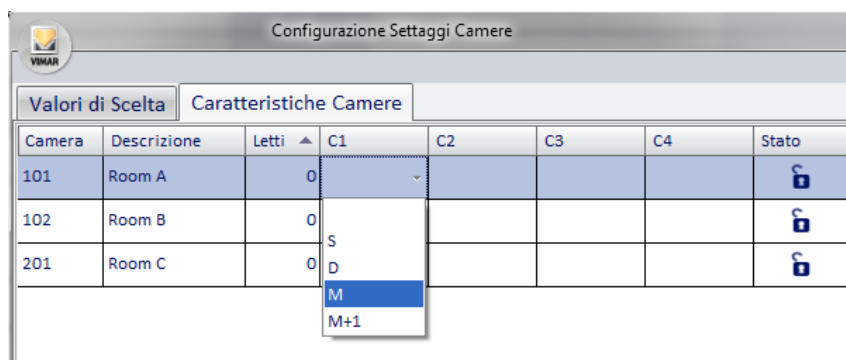 Configurazione Settaggi Camere
VIMAR
Valori di Scelta Caratteristiche Camere
Camera Descrizione Letti C1 C2 C3 C4 Stato
101 Room A 0
102 Room B 0
S
201 Room C 0
D
M
M+1